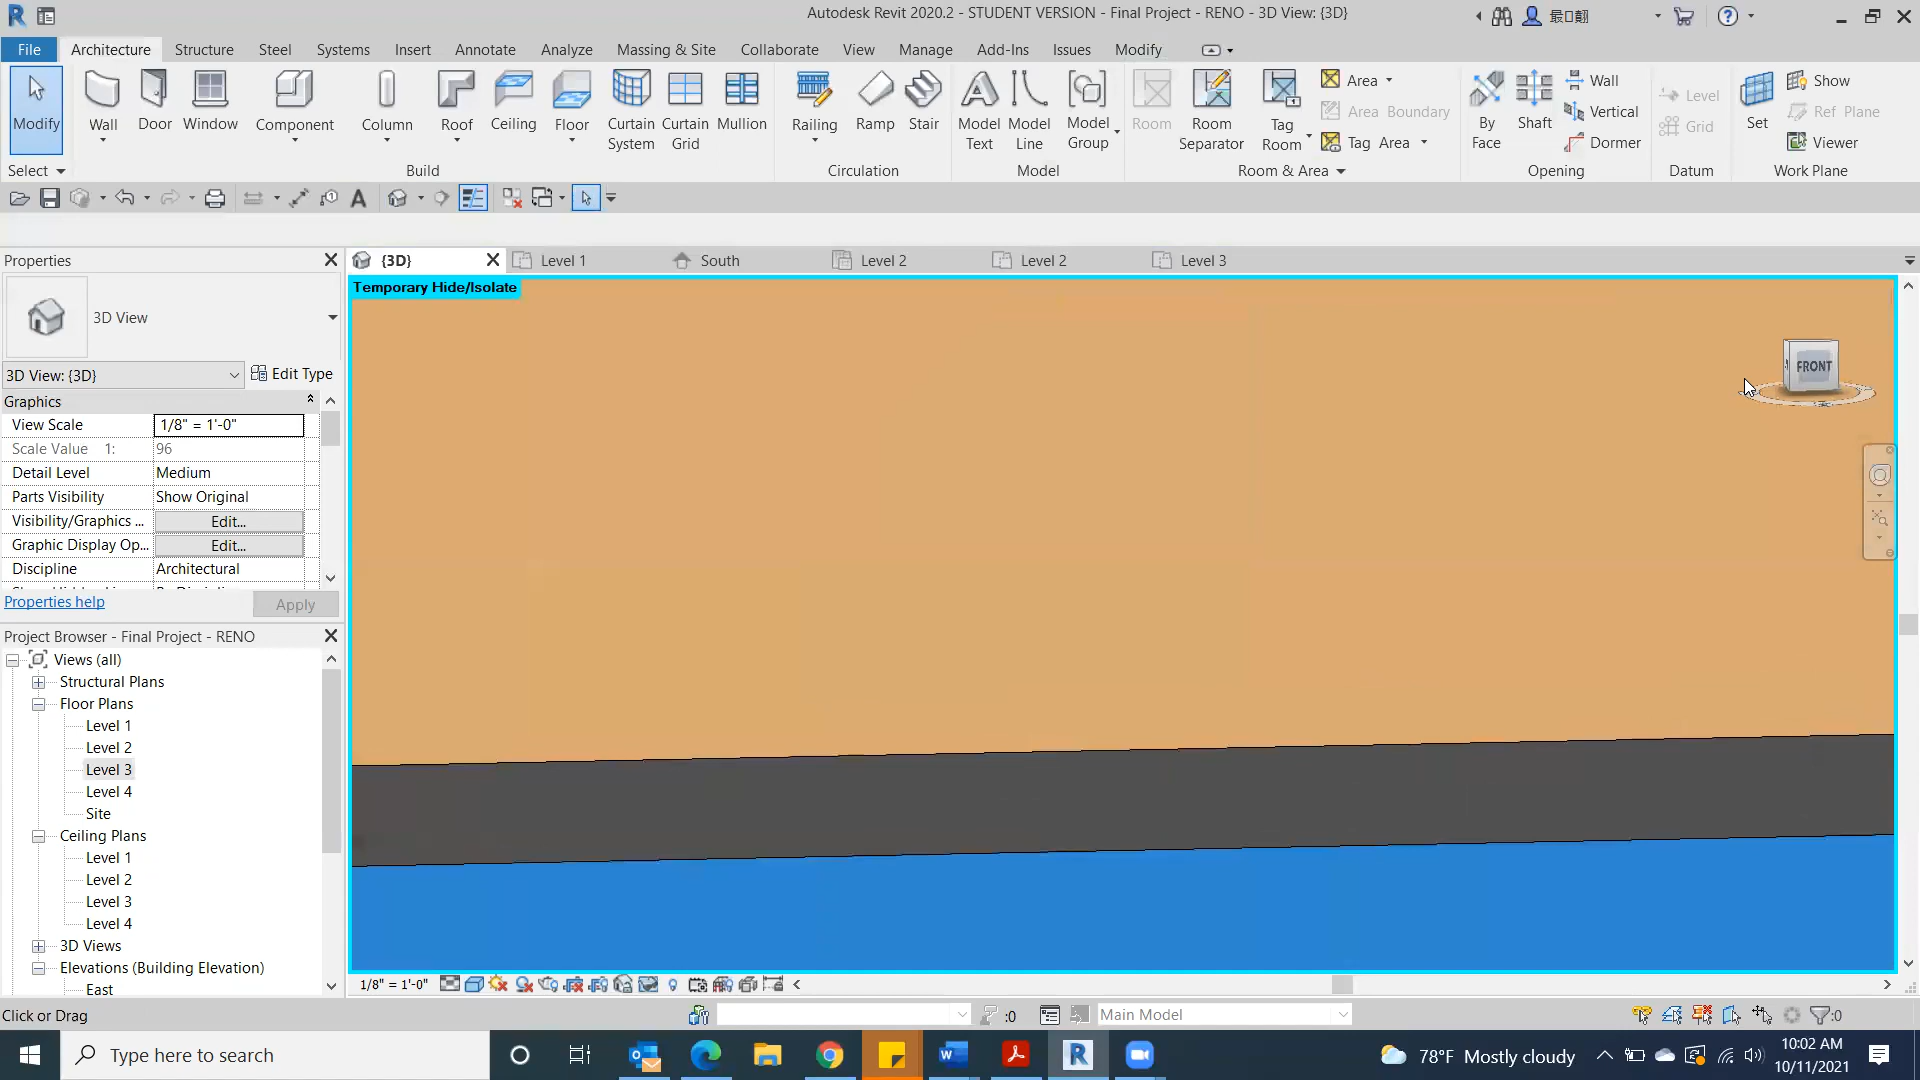 Autodesk Revit 2020.2 - STUDENT VERSION - Final Project - RENO - 3D View: {3D}
File Architecture Structure Steel Systems Insert Annotate Analyze Massing & Site Collaborate View Manage Add-Ins Issues Modify
Modify Wall Door Window Component Column Roof Ceiling Floor Curtain System Curtain Grid Mullion Railing Ramp Stair Model Text Model Line Model Group Room Room Separator Tag Room Area Area Boundary Tag Area By Face Shaft Wall Vertical Dormer Level Grid Set Show Ref Plane Viewer
Select Build Circulation Model Room & Area Opening Datum Work Plane
Properties
{3D} Level 1 South Level 2 Level 2 Level 3
Temporary Hide/Isolate
3D View
FRONT
3D View: {3D} Edit Type
Graphics
View Scale 1/8" = 1'-0"
Scale Value 1: 96
Detail Level Medium
Parts Visibility Show Original
Visibility/Graphics ... Edit...
Graphic Display Op... Edit...
Discipline Architectural
Properties help Apply
Project Browser - Final Project - RENO
Views (all)
Structural Plans
Floor Plans
Level 1
Level 2
Level 3
Level 4
Site
Ceiling Plans
Level 1
Level 2
Level 3
Level 4
3D Views
Elevations (Building Elevation)
East
1/8" = 1'-0"
Click or Drag :0 Main Model :0
Type here to search 78°F Mostly cloudy 10:02 AM
10/11/2021